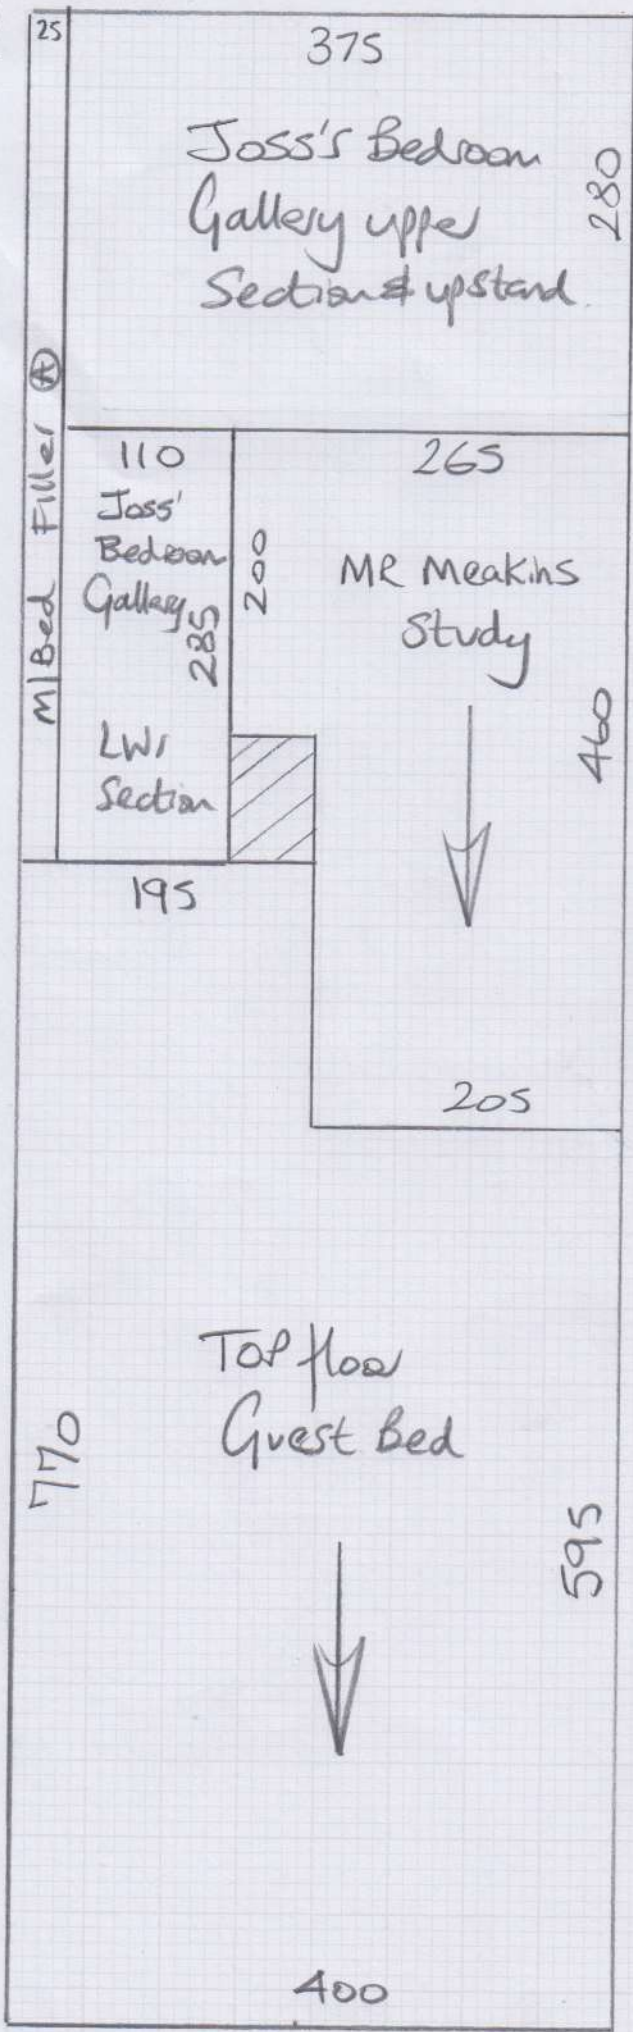 25
375
Joss's Bedroom
Gallery upper
Section & upstand.
280
M/Bed Filler A
110
Joss'
Bedroom
Gallery
285
LWr
Section
200
265
MR Meakins
Study
460
195
205
Top floor
Guest Bed
770
595
400